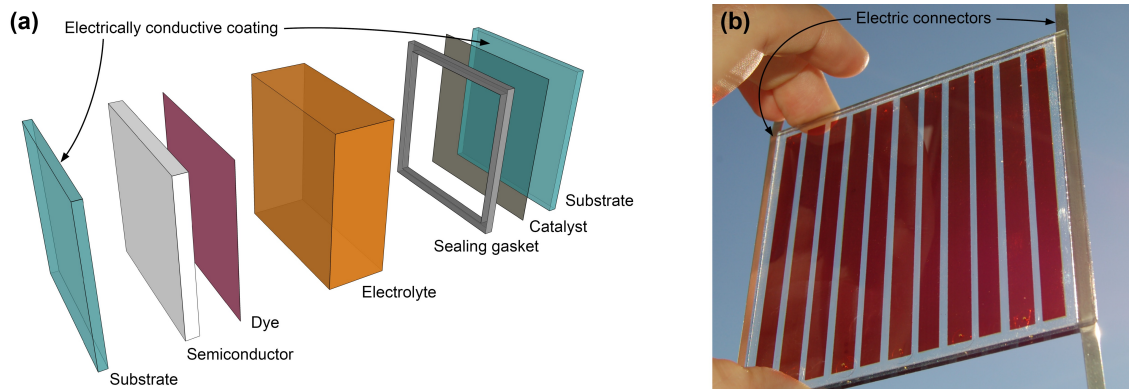 (a)
Electrically conductive coating
Substrate
Catalyst
Sealing gasket
Electrolyte
Dye
Semiconductor
Substrate
(b)
Electric connectors